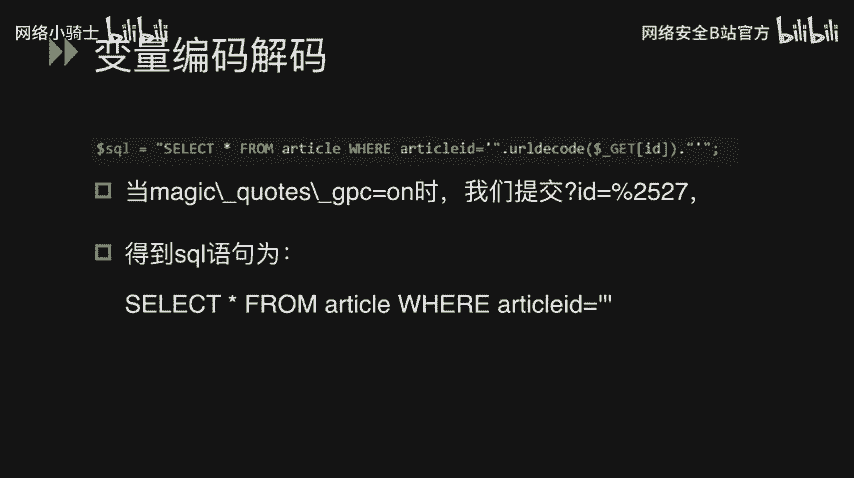 网络小骑士 bilibili
网络安全B站官方 bilibili
变量编码解码
$sql = "SELECT * FROM article WHERE articleid='".urldecode($_GET[id])."'";
当magic\_quotes\_gpc=on时，我们提交?id=%2527，
得到sql语句为：
SELECT * FROM article WHERE articleid='''